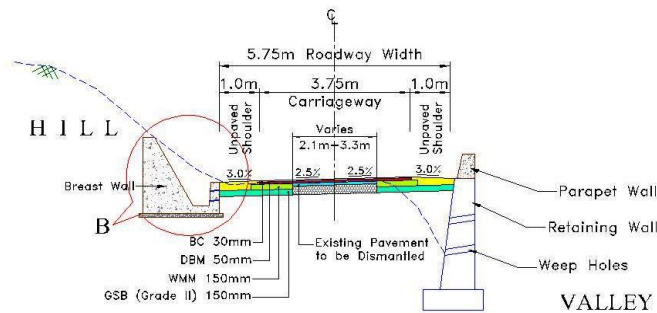 ℄
5.75m Roadway Width
1.0m 3.75m 1.0m
Carriageway
Unpaved
Shoulder
Varies
2.1m–3.3m
Unpaved
Shoulder
HILL
3.0% 2.5% 2.5% 3.0%
Breast Wall
Parapet Wall
B
Retaining Wall
BC 30mm
Existing Pavement
to be Dismantled
DBM 50mm
WMM 150mm
Weep Holes
GSB (Grade II) 150mm
VALLEY